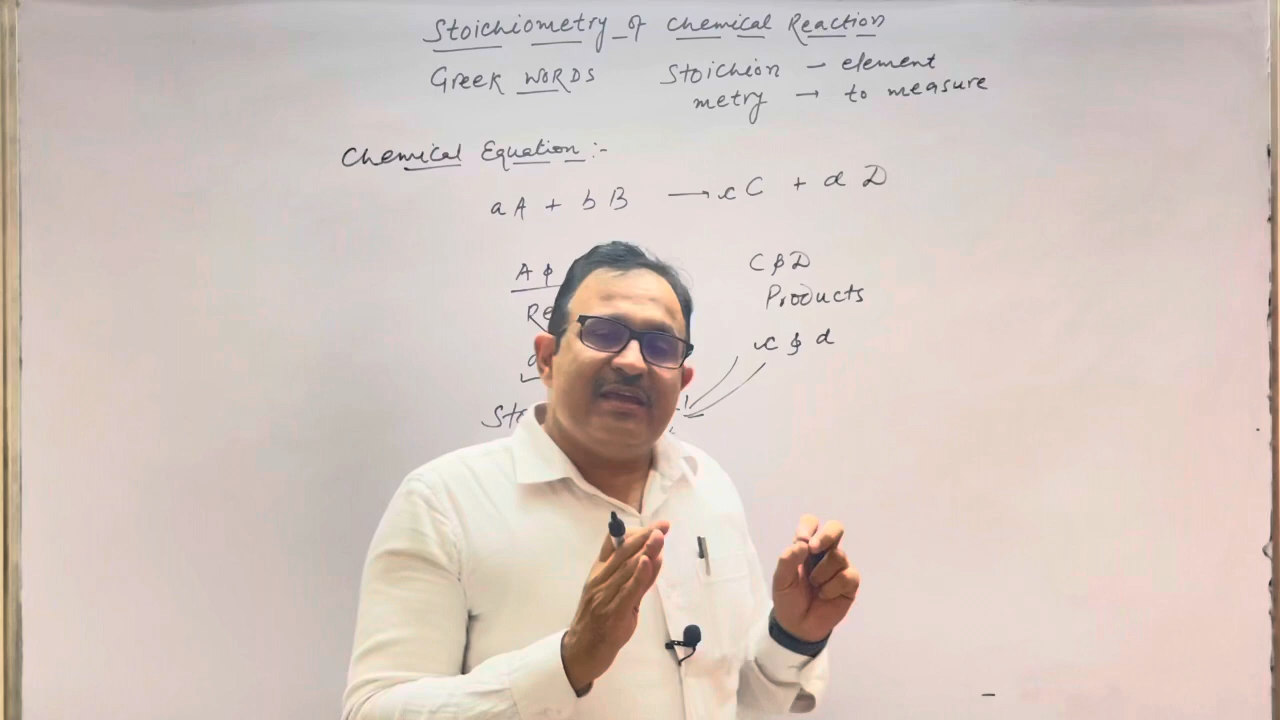 Stoichiometry of Chemical Reaction
Greek WORDS Stoichion - element
metry → to measure
Chemical Equation :-
aA + bB → cC + dD
A & C & D
Products
c & d